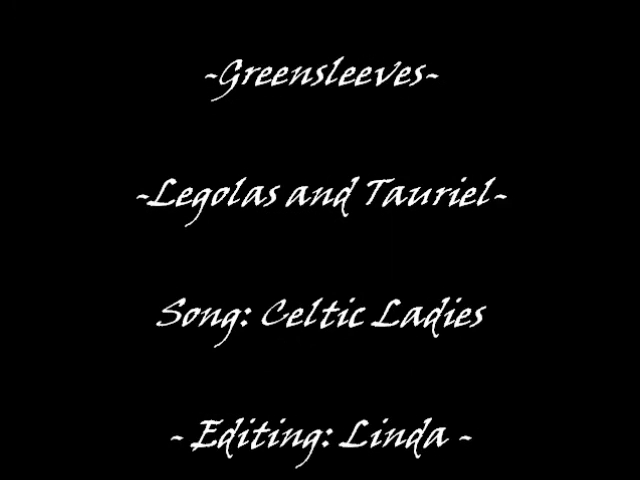 -Greensleeves-
-Legolas and Tauriel-
Song: Celtic Ladies
- Editing: Linda -